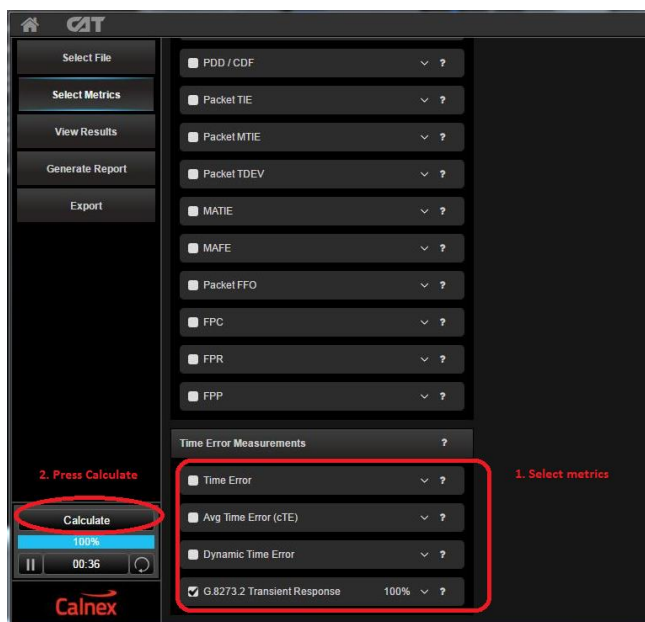 CAT
Select File
Select Metrics
View Results
Generate Report
Export
PDD / CDF ?
Packet TIE ?
Packet MTIE ?
Packet TDEV ?
MATIE ?
MAFE ?
Packet FFO ?
FPC ?
FPR ?
FPP ?
Time Error Measurements ?
Time Error ?
Avg Time Error (cTE) ?
Dynamic Time Error ?
G.8273.2 Transient Response 100% ?
1. Select metrics
2. Press Calculate
Calculate
100%
00:36
Calnex